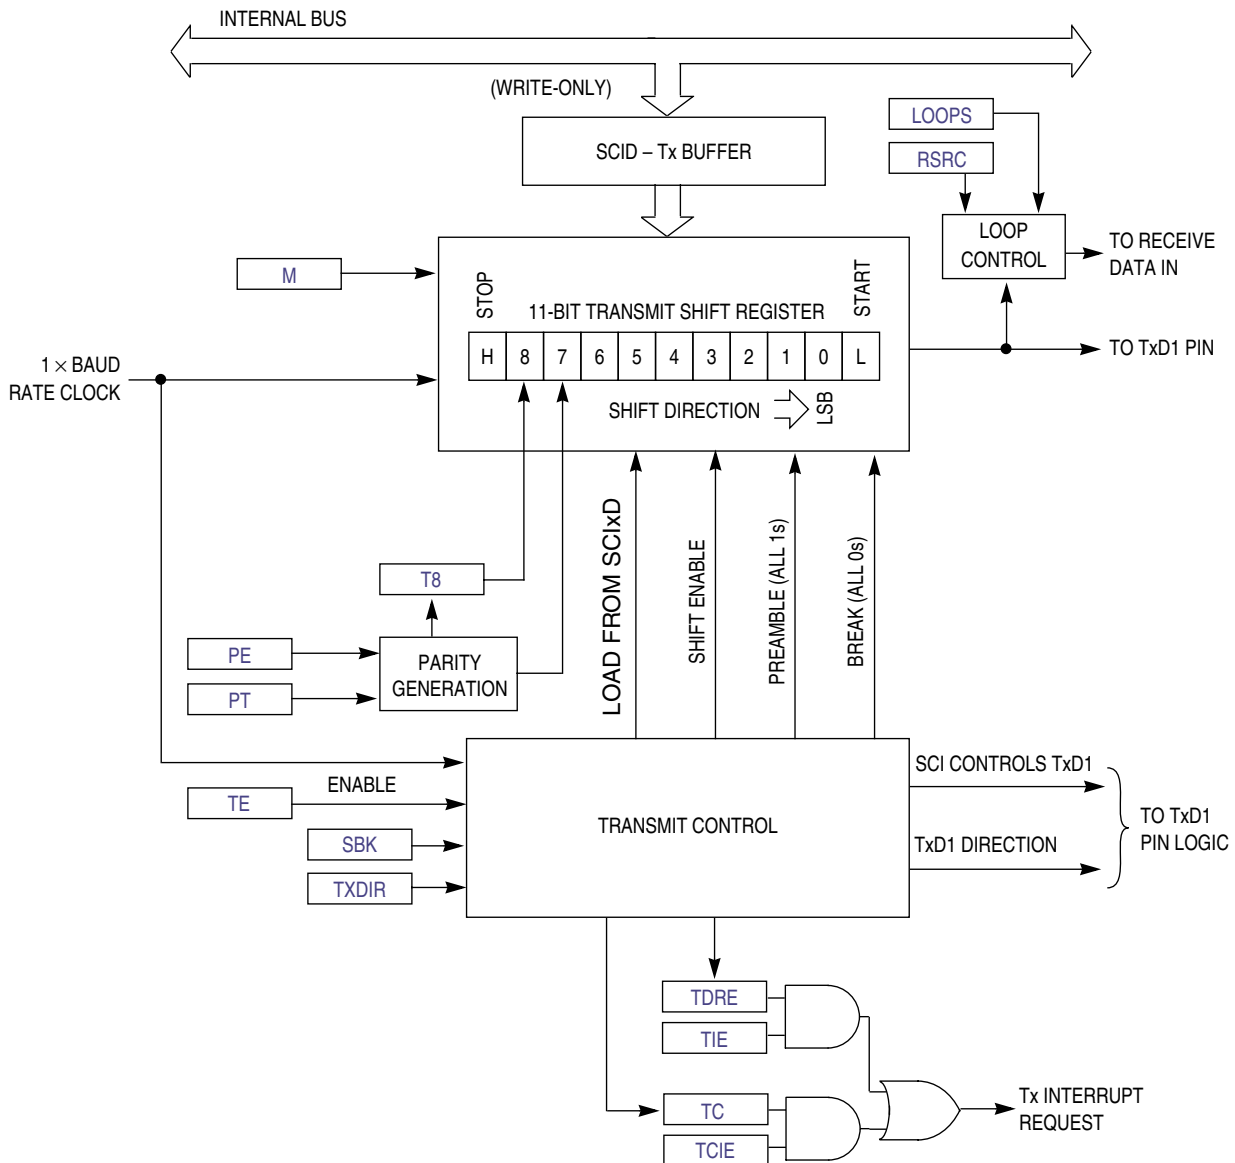 INTERNAL BUS
(WRITE-ONLY)
SCID – Tx BUFFER
LOOPS
RSRC
LOOP
CONTROL
TO RECEIVE
DATA IN
M
STOP
11-BIT TRANSMIT SHIFT REGISTER
START
H 8 7 6 5 4 3 2 1 0 L
SHIFT DIRECTION
LSB
TO TxD1 PIN
1 × BAUD
RATE CLOCK
T8
PE
PT
PARITY
GENERATION
LOAD FROM SCIxD
SHIFT ENABLE
PREAMBLE (ALL 1s)
BREAK (ALL 0s)
ENABLE
TE
SBK
TXDIR
TRANSMIT CONTROL
SCI CONTROLS TxD1
TxD1 DIRECTION
TO TxD1
PIN LOGIC
TDRE
TIE
TC
TCIE
Tx INTERRUPT
REQUEST